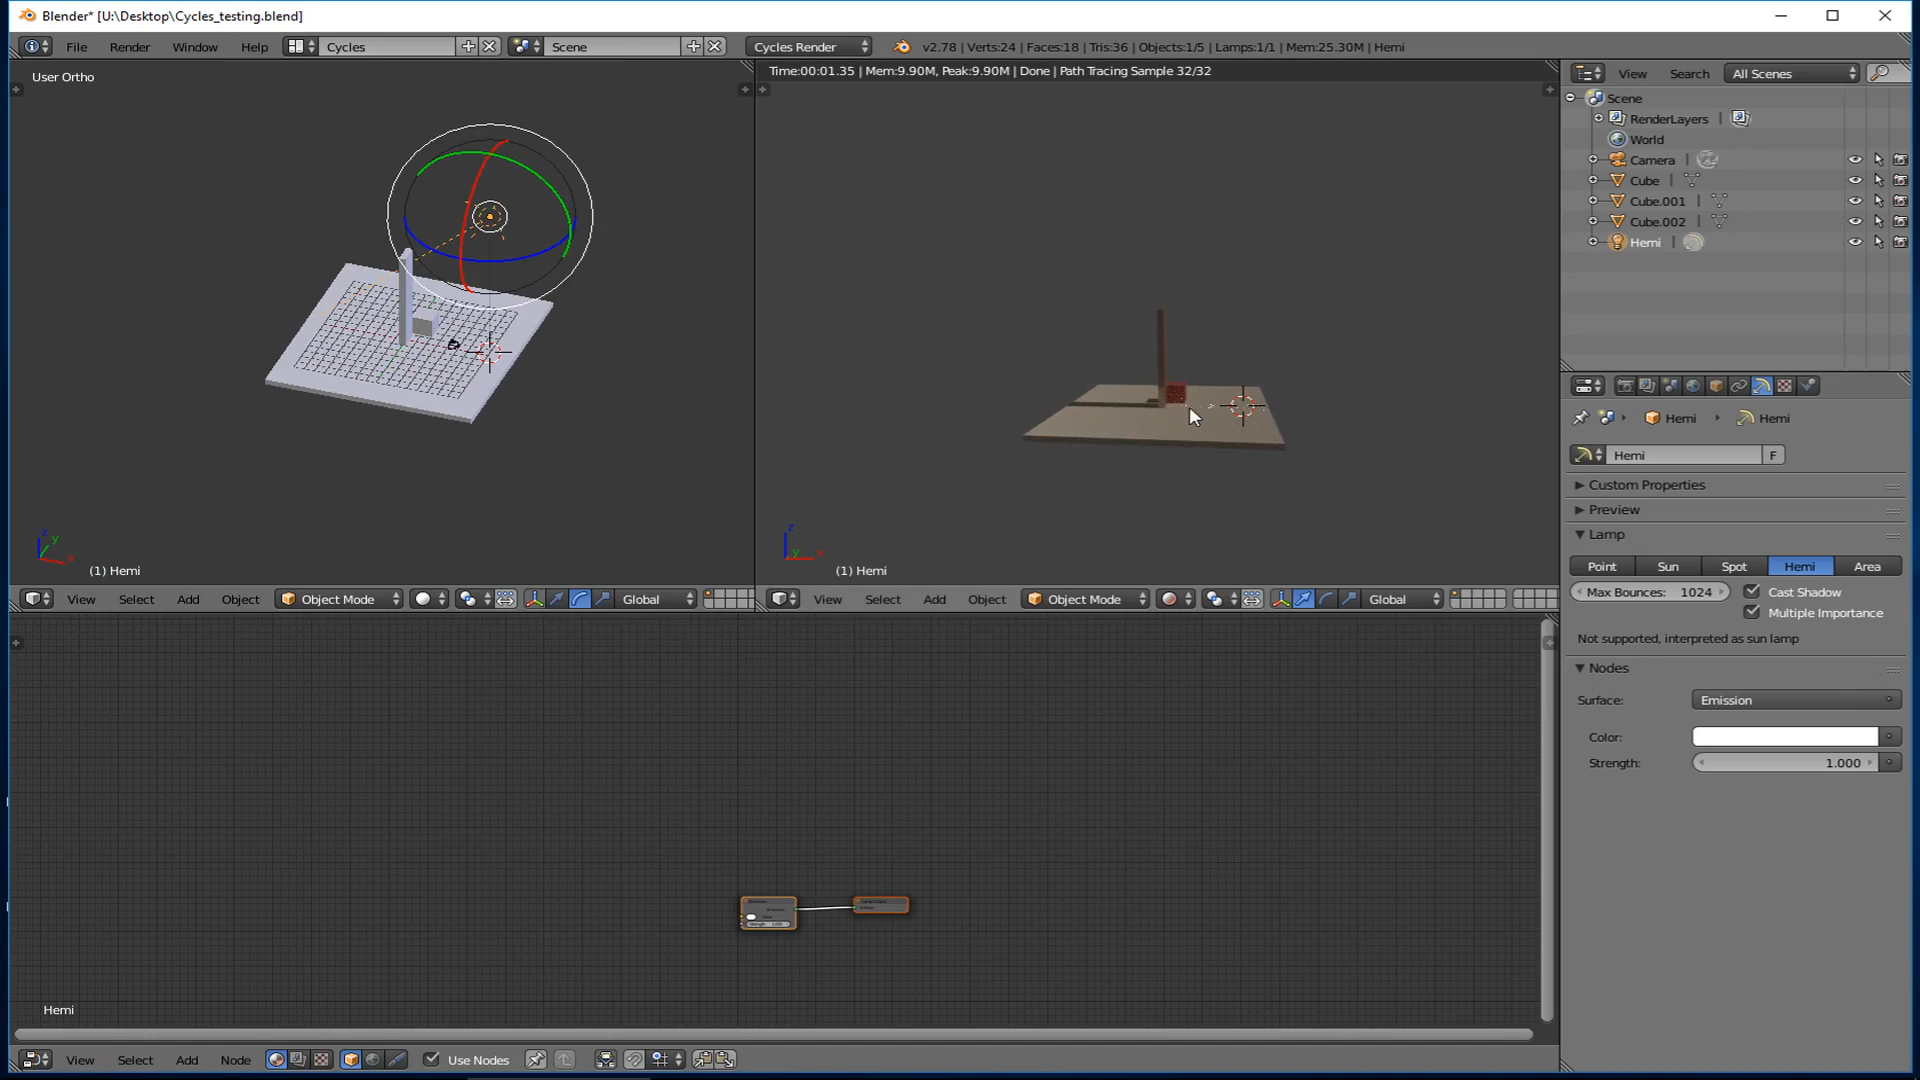 Blender* [U:\Desktop\Cycles_testing.blend]
File Render Window Help Cycles Scene Cycles Render v2.78 | Verts:24 | Faces:18 | Tris:36 | Objects:1/5 | Lamps:1/1 | Mem:25.30M | Hemi
User Ortho
Time:00:01.35 | Mem:9.90M, Peak:9.90M | Done | Path Tracing Sample 32/32
View Search All Scenes
Scene
RenderLayers |
World
Camera |
Cube |
Cube.001 |
Cube.002 |
Hemi |
z
y
x
(1) Hemi
z
y
x
(1) Hemi
View Select Add Object Object Mode Global
View Select Add Object Object Mode Global
Hemi Hemi
Hemi F
Custom Properties
Preview
Lamp
Point Sun Spot Hemi Area
Max Bounces: 1024 Cast Shadow
Multiple Importance
Not supported, interpreted as sun lamp
Nodes
Surface: Emission
Color:
Strength: 1.000
Hemi
View Select Add Node Use Nodes